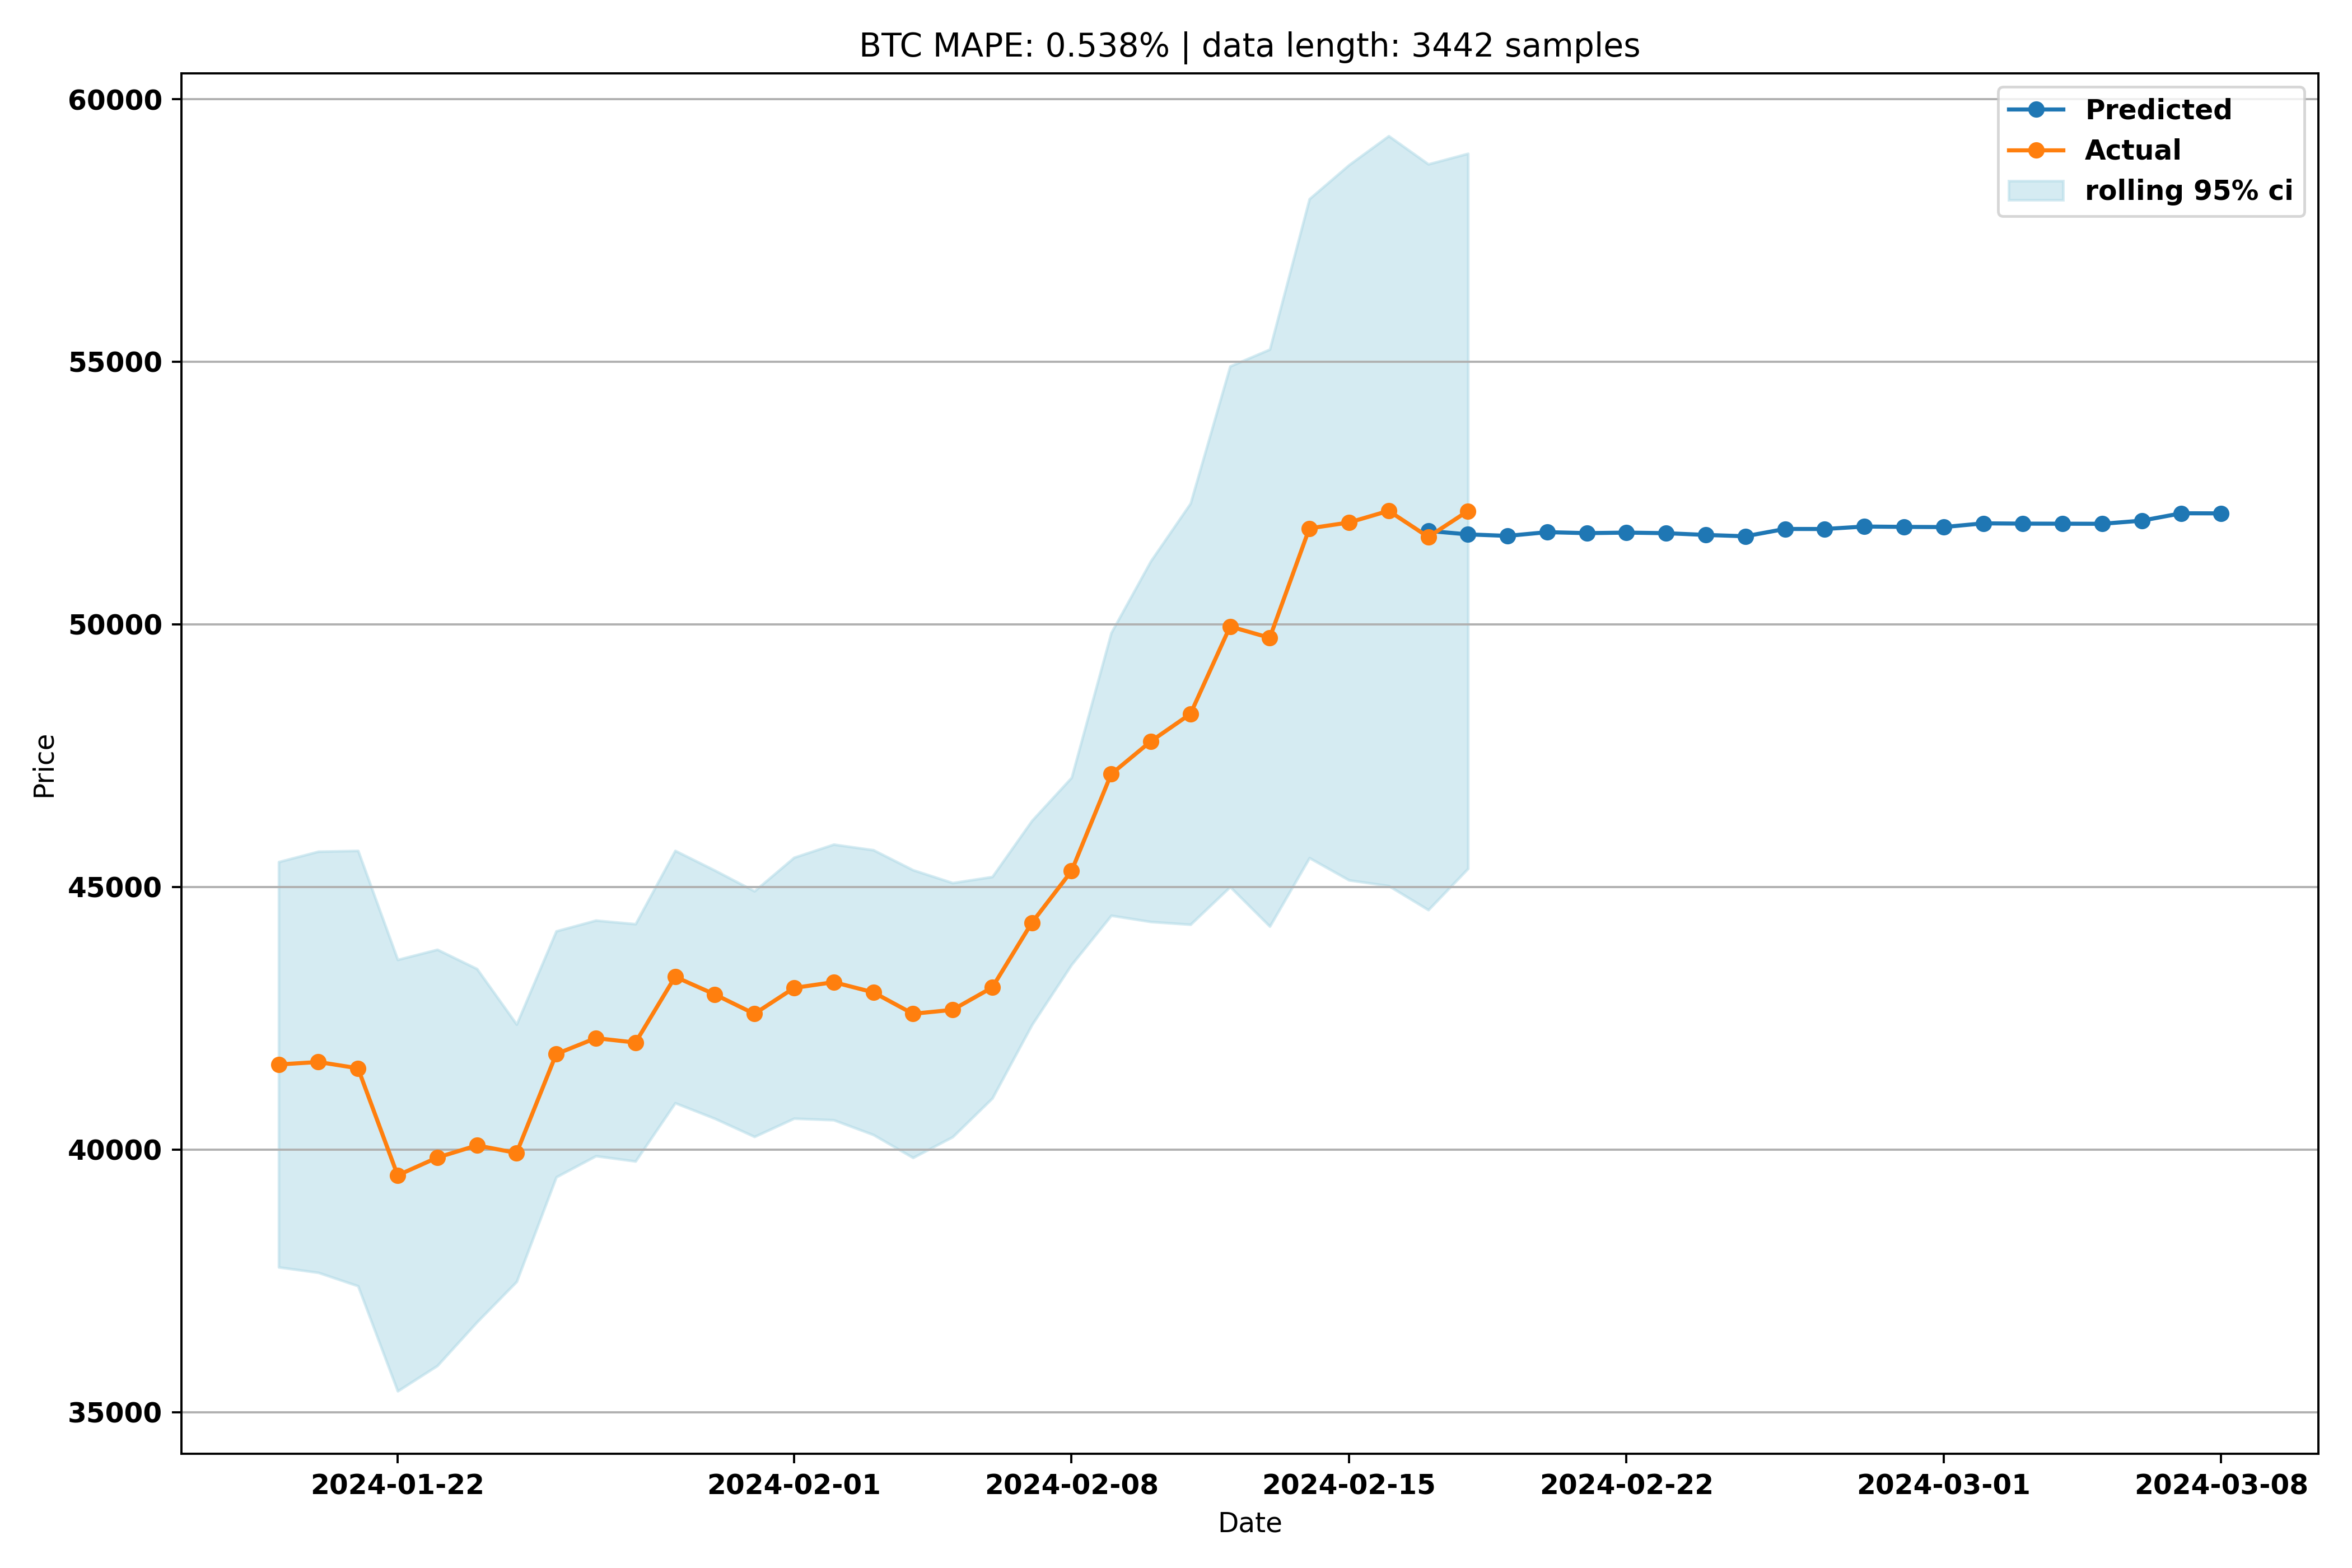 BTC MAPE: 0.538% | data length: 3442 samples
60000
55000
50000
45000
40000
35000
Price
Predicted
Actual
rolling 95% ci
2024-01-22
2024-02-01
2024-02-08
2024-02-15
2024-02-22
2024-03-01
2024-03-08
Date